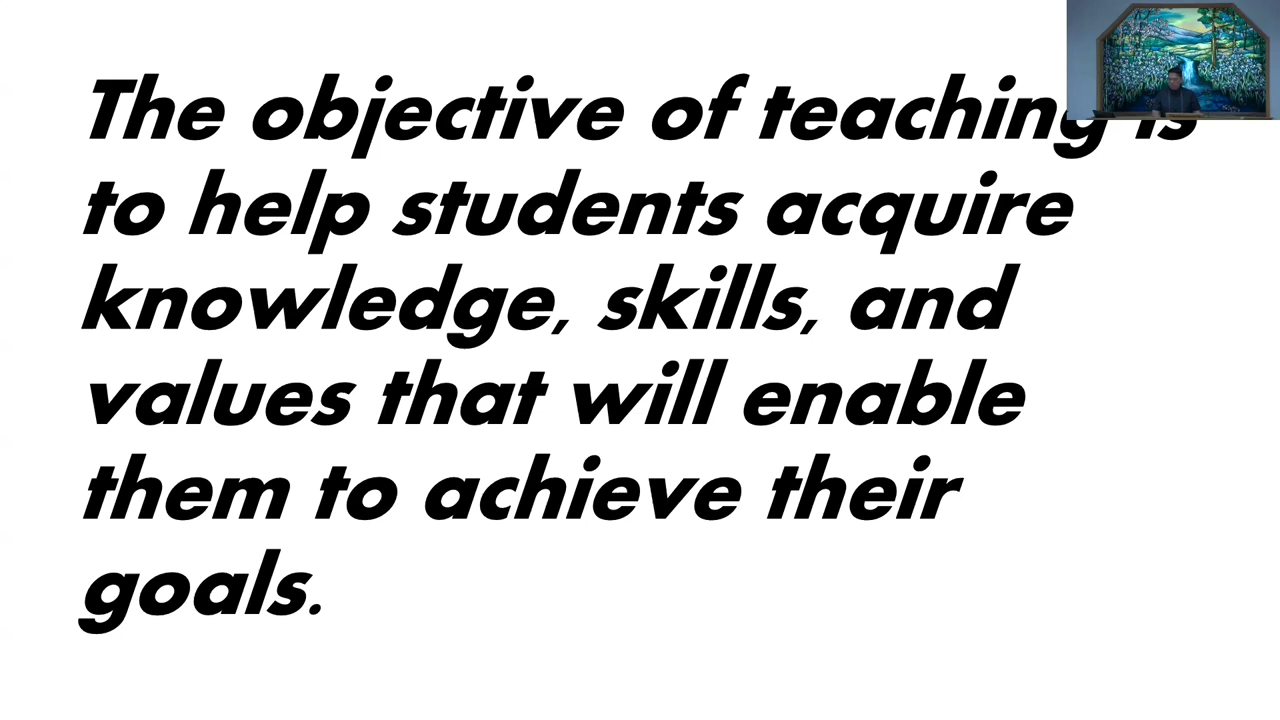 The objective of teaching is
to help students acquire
knowledge, skills, and
values that will enable
them to achieve their
goals.